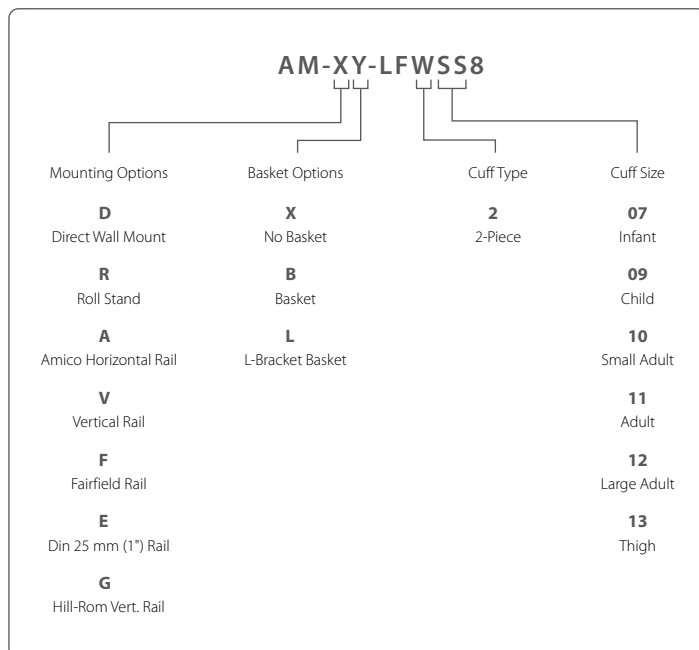 AM-XY-LFWSS8
Mounting Options
D
Direct Wall Mount
R
Roll Stand
A
Amico Horizontal Rail
V
Vertical Rail
F
Fairfield Rail
E
Din 25 mm (1") Rail
G
Hill-Rom Vert. Rail
Basket Options
X
No Basket
B
Basket
L
L-Bracket Basket
Cuff Type
2
2-Piece
Cuff Size
07
Infant
09
Child
10
Small Adult
11
Adult
12
Large Adult
13
Thigh